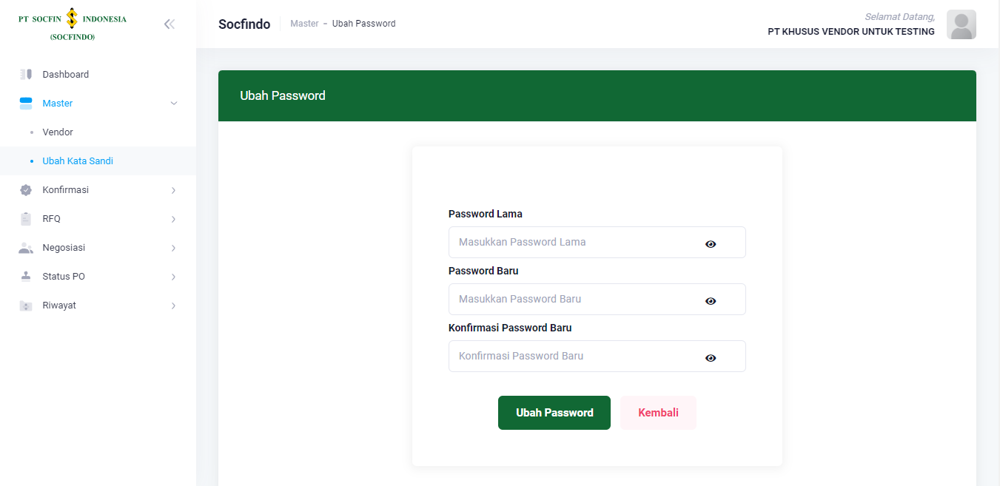 PT SOCFIN INDONESIA
(SOCFINDO)
Dashboard
Master
Vendor
Ubah Kata Sandi
Konfirmasi
RFQ
Negosiasi
Status PO
Riwayat
Socfindo
Master - Ubah Password
Selamat Datang,
PT KHUSUS VENDOR UNTUK TESTING
Ubah Password
Password Lama
Masukkan Password Lama
Password Baru
Masukkan Password Baru
Konfirmasi Password Baru
Konfirmasi Password Baru
Ubah Password Kembali